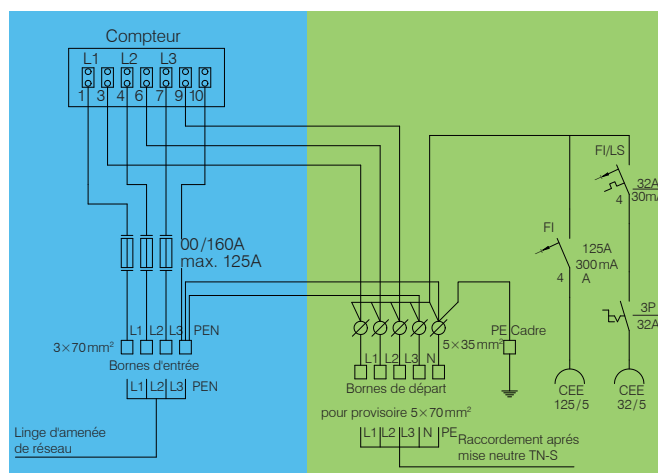 Compteur
L1 L2 L3
1 3 4 6 7 9 10
00/160A
max. 125A
L1 L2 L3 PEN
3×70mm²
Bornes d'entrée
L1 L2 L3 PEN
Linge d'amenée
de réseau
FI/LS
32A
30mA
4
FI
125A
300mA
A
4
3P
32A
PE Cadre
5×35mm²
L1 L2 L3 N
Bornes de départ
CEE
125/5
CEE
32/5
pour provisoire 5×70mm²
L1 L2 L3 N PE
Raccordement aprés
mise neutre TN-S